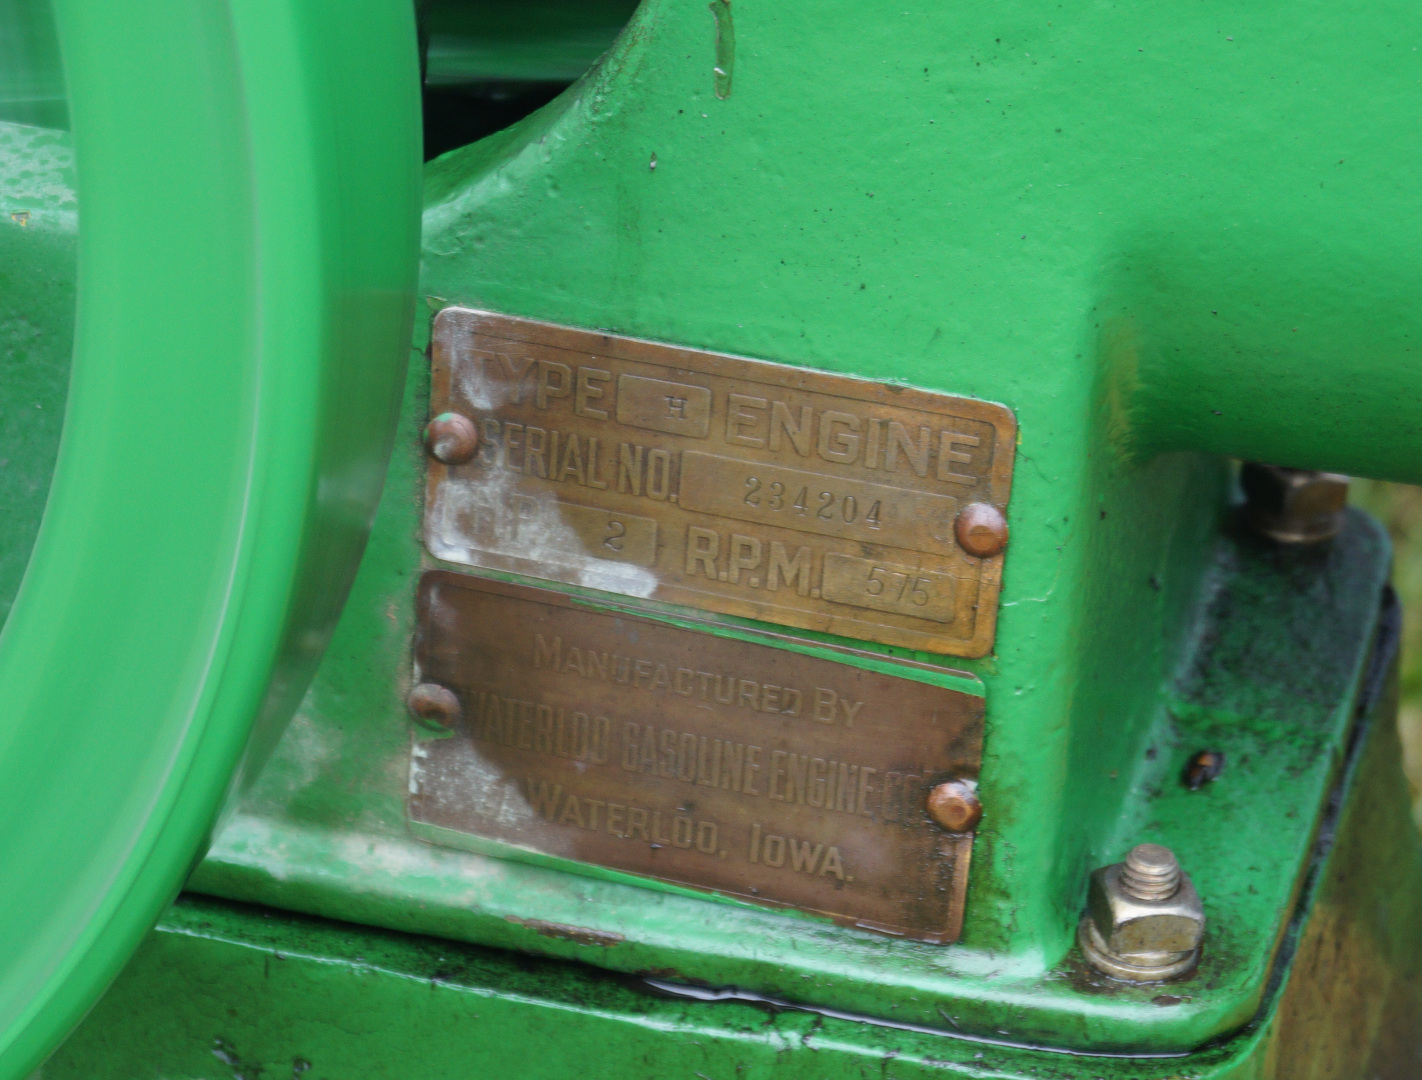 TYPE H ENGINE
SERIAL NO. 234204
H.P. 2 R.P.M. 575
MANUFACTURED BY
WATERLOO GASOLINE ENGINE CO.
WATERLOO, IOWA.